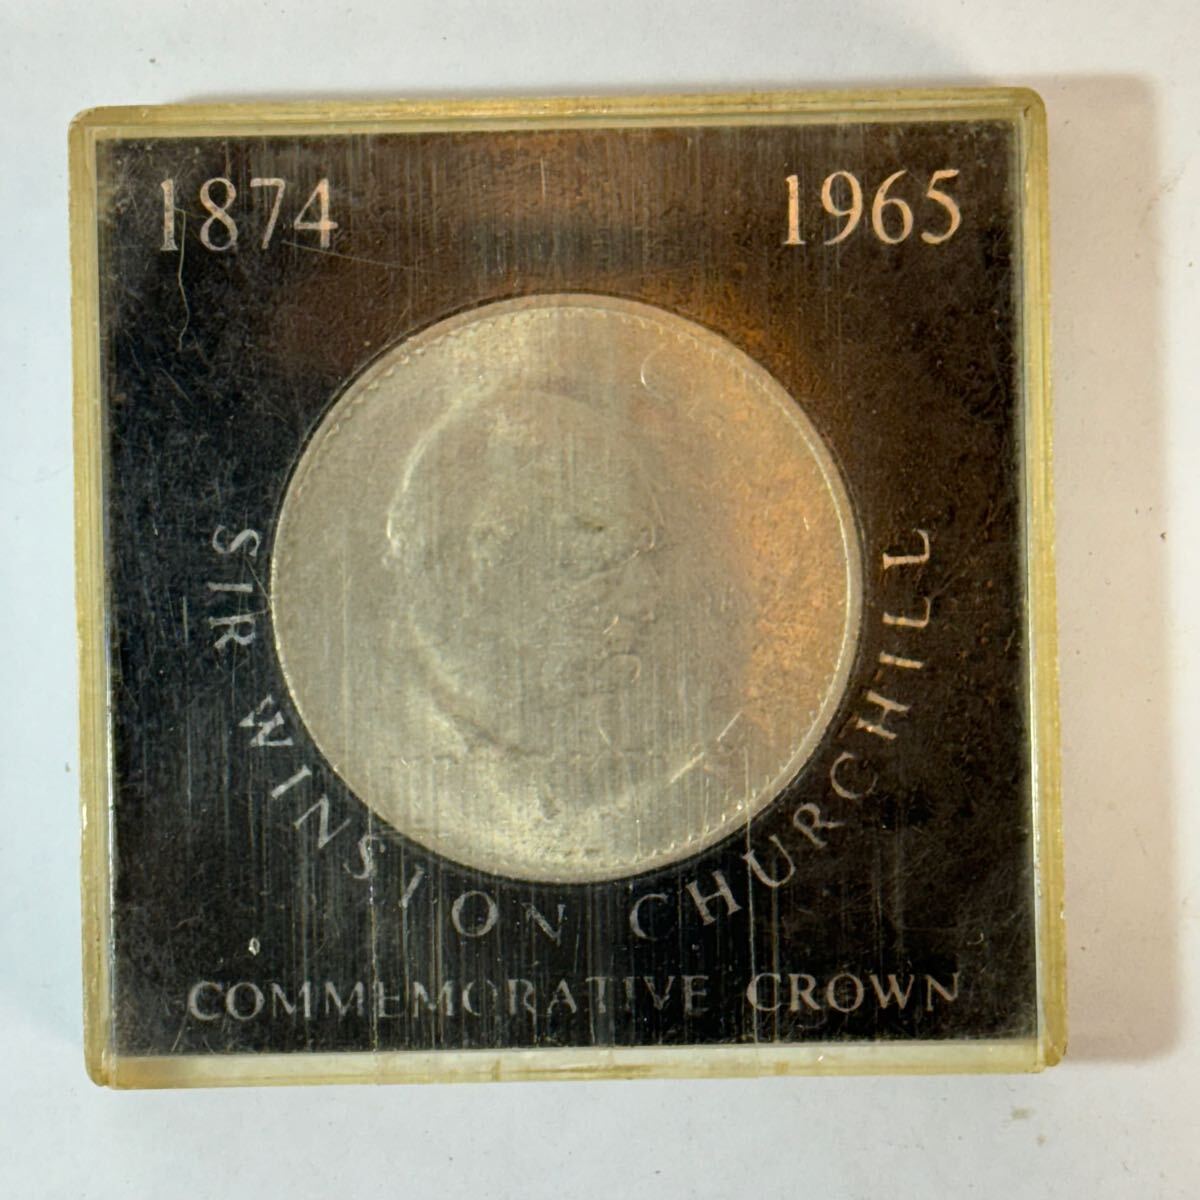 1874 1965
SIR WINSTON CHURCHILL
COMMEMORATIVE CROWN